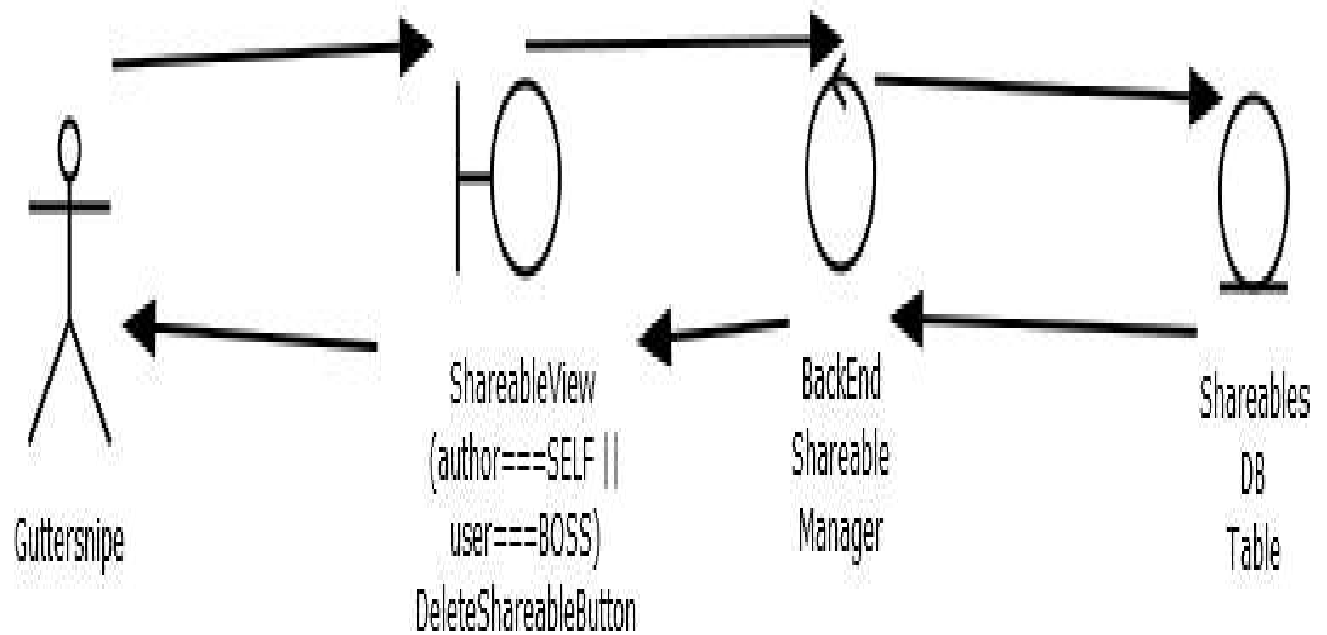 Guttersnipe
ShareableView
(author===SELF ||
user===BOSS)
DeleteShareableButton
BackEnd
Shareable
Manager
Shareables
DB
Table